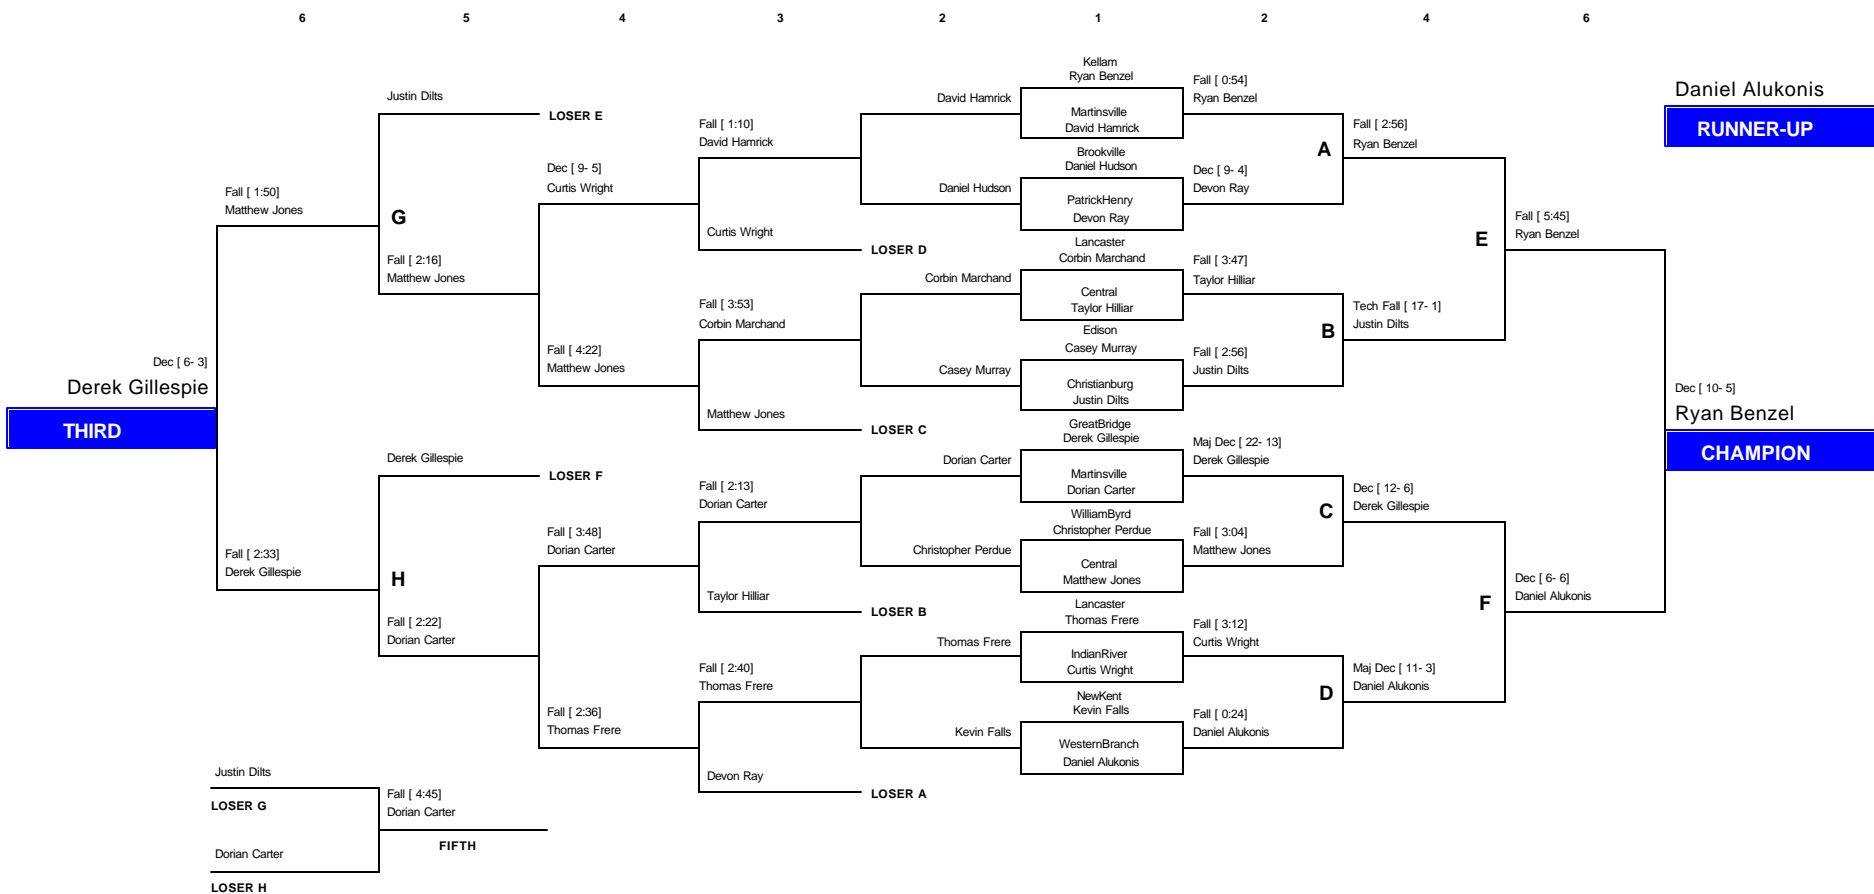 6 5 4 3 2 1 2 4 6
Justin Dilts
LOSER E
Fall [ 1:50]
Matthew Jones
G
Fall [ 2:16]
Matthew Jones
Dec [ 6- 3]
Derek Gillespie
THIRD
Derek Gillespie
LOSER F
Fall [ 2:33]
Derek Gillespie
H
Fall [ 2:22]
Dorian Carter
Justin Dilts
LOSER G
Fall [ 4:45]
Dorian Carter
FIFTH
Dorian Carter
LOSER H
Dec [ 9- 5]
Curtis Wright
Fall [ 4:22]
Matthew Jones
Fall [ 3:48]
Dorian Carter
Fall [ 2:36]
Thomas Frere
Fall [ 1:10]
David Hamrick
Curtis Wright
LOSER D
Fall [ 3:53]
Corbin Marchand
Matthew Jones
LOSER C
Fall [ 2:13]
Dorian Carter
Taylor Hilliar
LOSER B
Fall [ 2:40]
Thomas Frere
Devon Ray
LOSER A
David Hamrick
Daniel Hudson
Corbin Marchand
Casey Murray
Dorian Carter
Christopher Perdue
Thomas Frere
Kevin Falls
Kellam
Ryan Benzel
Martinsville
David Hamrick
Brookville
Daniel Hudson
PatrickHenry
Devon Ray
Lancaster
Corbin Marchand
Central
Taylor Hilliar
Edison
Casey Murray
Christianburg
Justin Dilts
GreatBridge
Derek Gillespie
Martinsville
Dorian Carter
WilliamByrd
Christopher Perdue
Central
Matthew Jones
Lancaster
Thomas Frere
IndianRiver
Curtis Wright
NewKent
Kevin Falls
WesternBranch
Daniel Alukonis
Fall [ 0:54]
Ryan Benzel
A
Dec [ 9- 4]
Devon Ray
Fall [ 3:47]
Taylor Hilliar
B
Fall [ 2:56]
Justin Dilts
Maj Dec [ 22- 13]
Derek Gillespie
C
Fall [ 3:04]
Matthew Jones
Fall [ 3:12]
Curtis Wright
D
Fall [ 0:24]
Daniel Alukonis
Fall [ 2:56]
Ryan Benzel
E
Tech Fall [ 17- 1]
Justin Dilts
Dec [ 12- 6]
Derek Gillespie
F
Maj Dec [ 11- 3]
Daniel Alukonis
Fall [ 5:45]
Ryan Benzel
Dec [ 6- 6]
Daniel Alukonis
Daniel Alukonis
RUNNER-UP
Dec [ 10- 5]
Ryan Benzel
CHAMPION